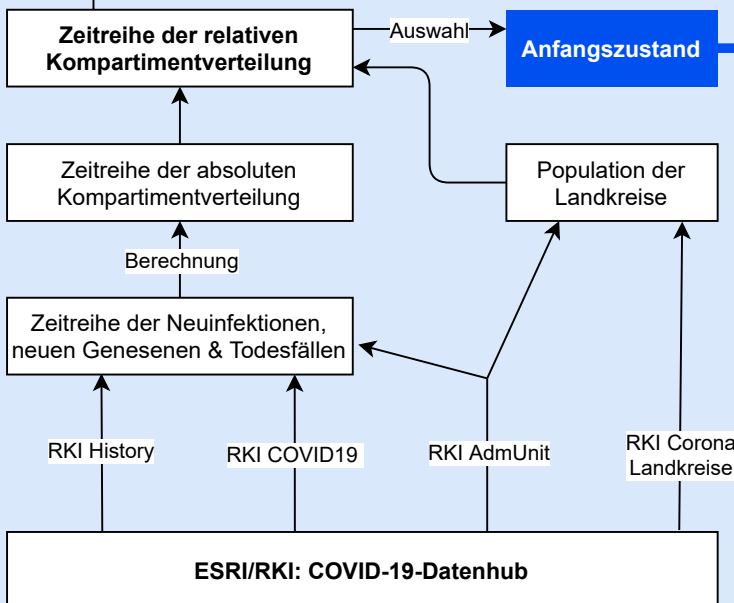 Zeitreihe der relativen
Kompartimentverteilung
Auswahl
Anfangszustand
Zeitreihe der absoluten
Kompartimentverteilung
Population der
Landkreise
Berechnung
Zeitreihe der Neuinfektionen,
neuen Genesenen & Todesfällen
RKI History
RKI COVID19
RKI AdmUnit
RKI Corona
Landkreise
ESRI/RKI: COVID-19-Datenhub